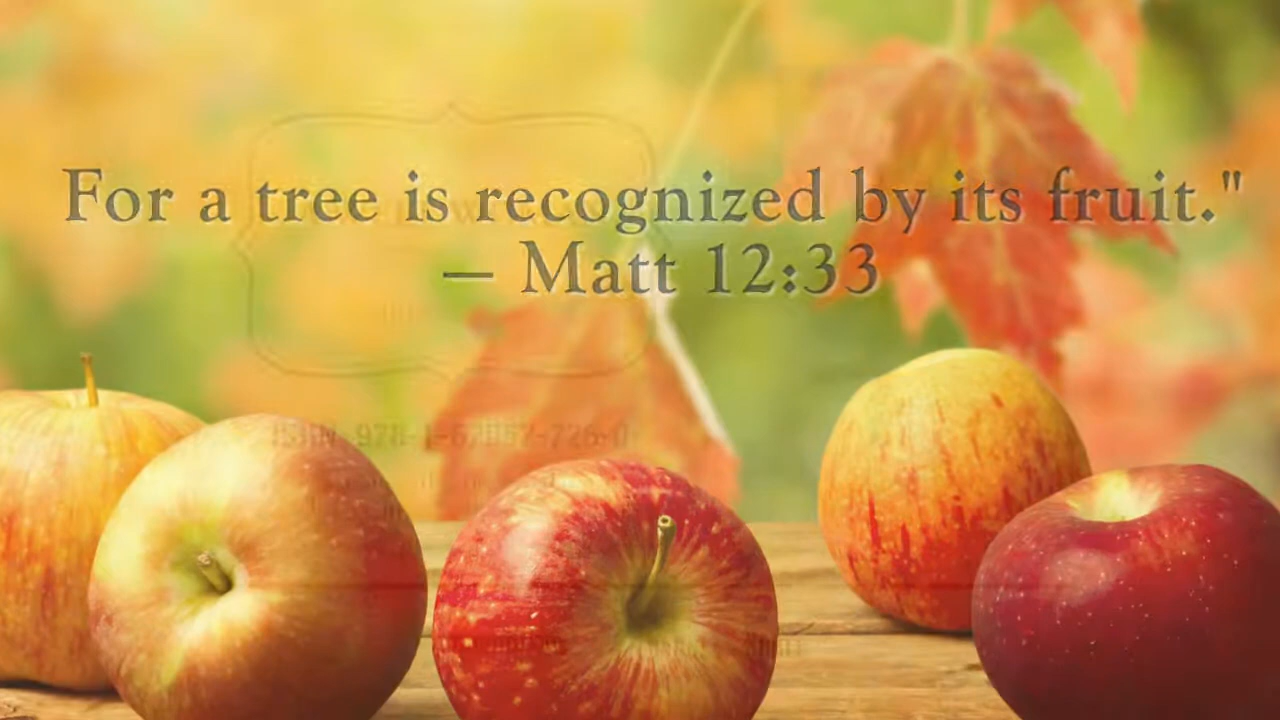 For a tree is recognized by its fruit."
— Matt 12:33